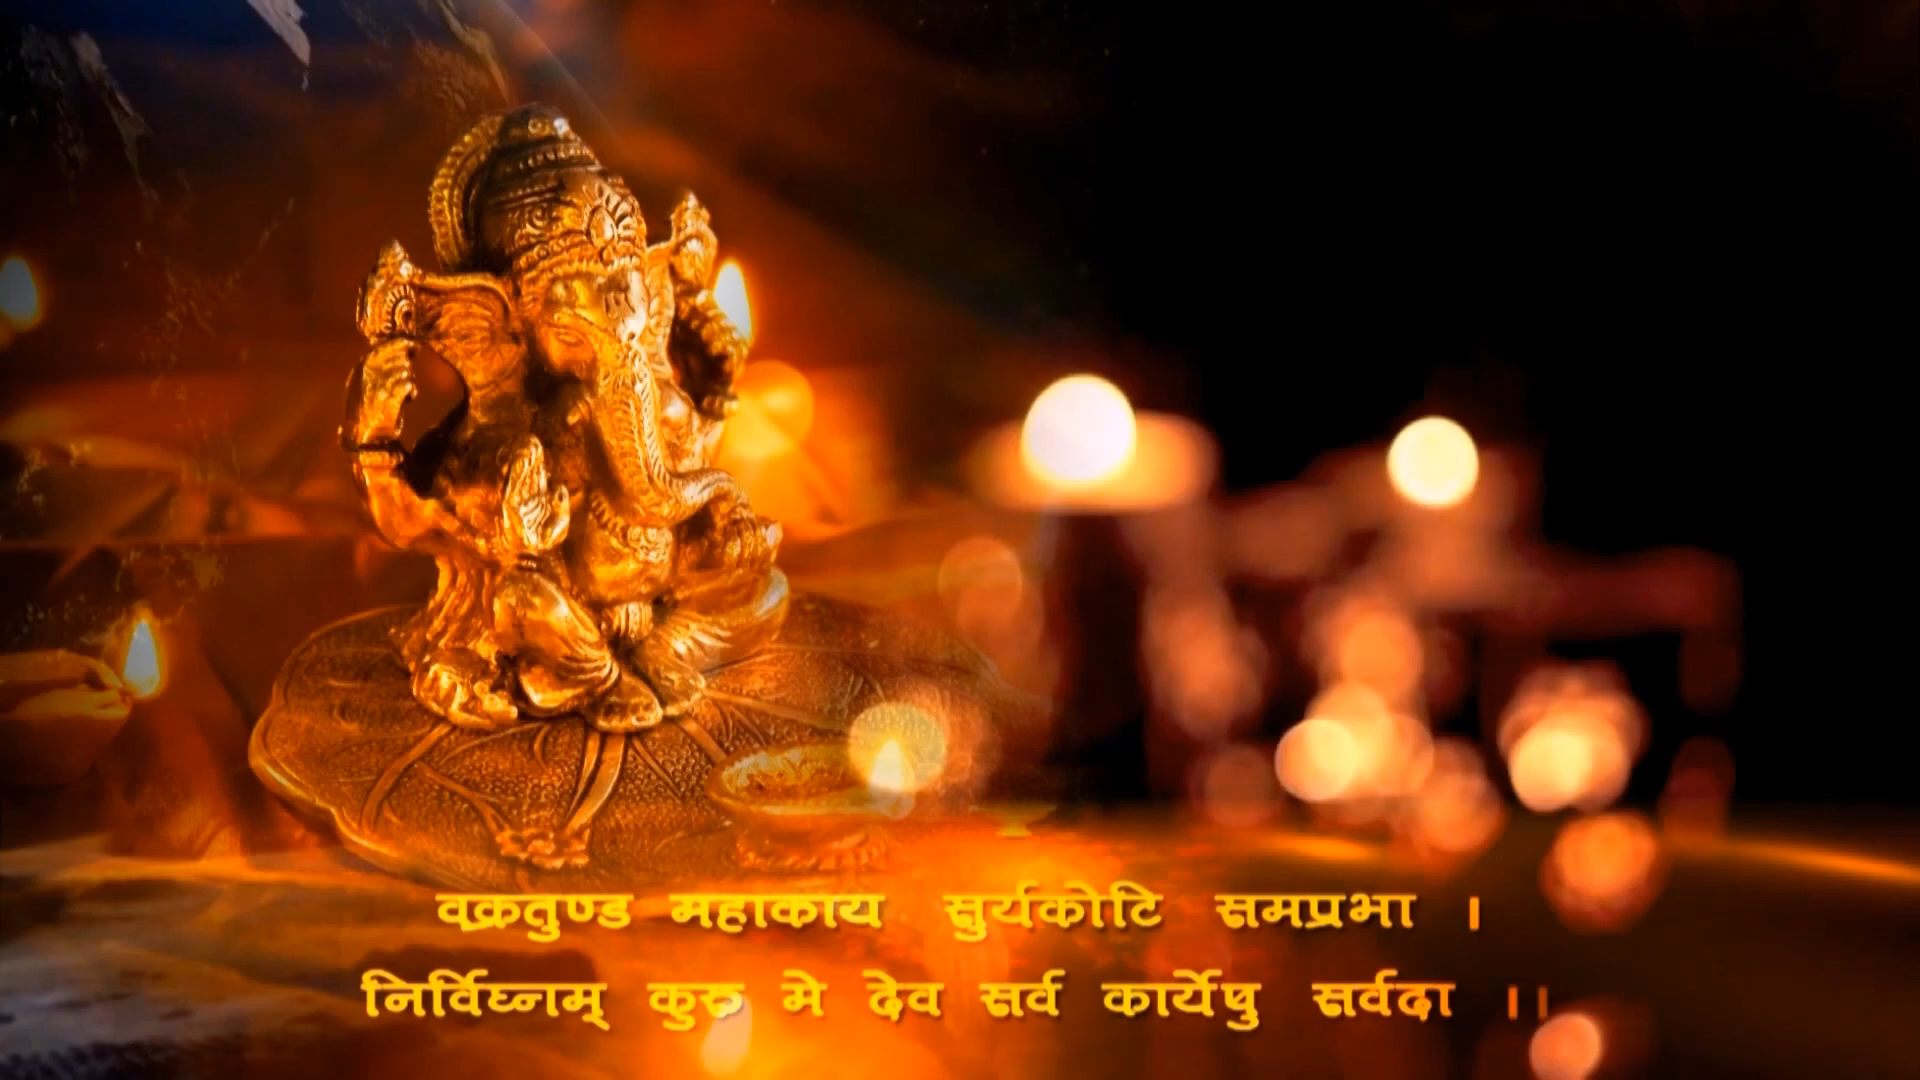 वक्रतुण्ड महाकाय सुर्यकोटि समप्रभा ।
निर्विघ्नम् कुरु मे देव सर्व कार्येषु सर्वदा ।।